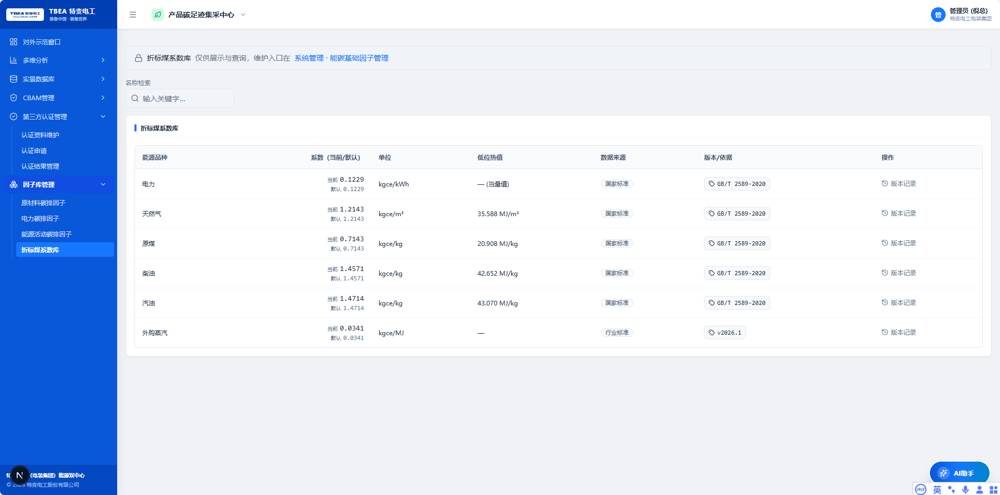 TBEA 特变电工
TBEA 特变电工
装备中国 · 装备世界
对外示范窗口
多维分析
实景数据库
CBAM管理
第三方认证管理
认证资料维护
认证申请
认证结果管理
因子库管理
原材料碳排因子
电力碳排因子
能源活动碳排因子
折标煤系数库
特 N (电装集团) 能源双中心
© 2026 特变电工股份有限公司
产品碳足迹集采中心
管 管理员 (倪总)
特变电工电装集团
折标煤系数库 仅供展示与查询，维护入口在 系统管理 · 能碳基础因子管理
名称检索
输入关键字...
折标煤系数库
能源品种 系数（当前/默认） 单位 低位热值 数据来源 版本/依据 操作
电力 当前 0.1229 默认 0.1229 kgce/kWh — (当量值) 国家标准 GB/T 2589-2020 版本记录
天然气 当前 1.2143 默认 1.2143 kgce/m³ 35.588 MJ/m³ 国家标准 GB/T 2589-2020 版本记录
原煤 当前 0.7143 默认 0.7143 kgce/kg 20.908 MJ/kg 国家标准 GB/T 2589-2020 版本记录
柴油 当前 1.4571 默认 1.4571 kgce/kg 42.652 MJ/kg 国家标准 GB/T 2589-2020 版本记录
汽油 当前 1.4714 默认 1.4714 kgce/kg 43.070 MJ/kg 国家标准 GB/T 2589-2020 版本记录
外购蒸汽 当前 0.0341 默认 0.0341 kgce/MJ — 行业标准 v2026.1 版本记录
AI助手
iFLY 英